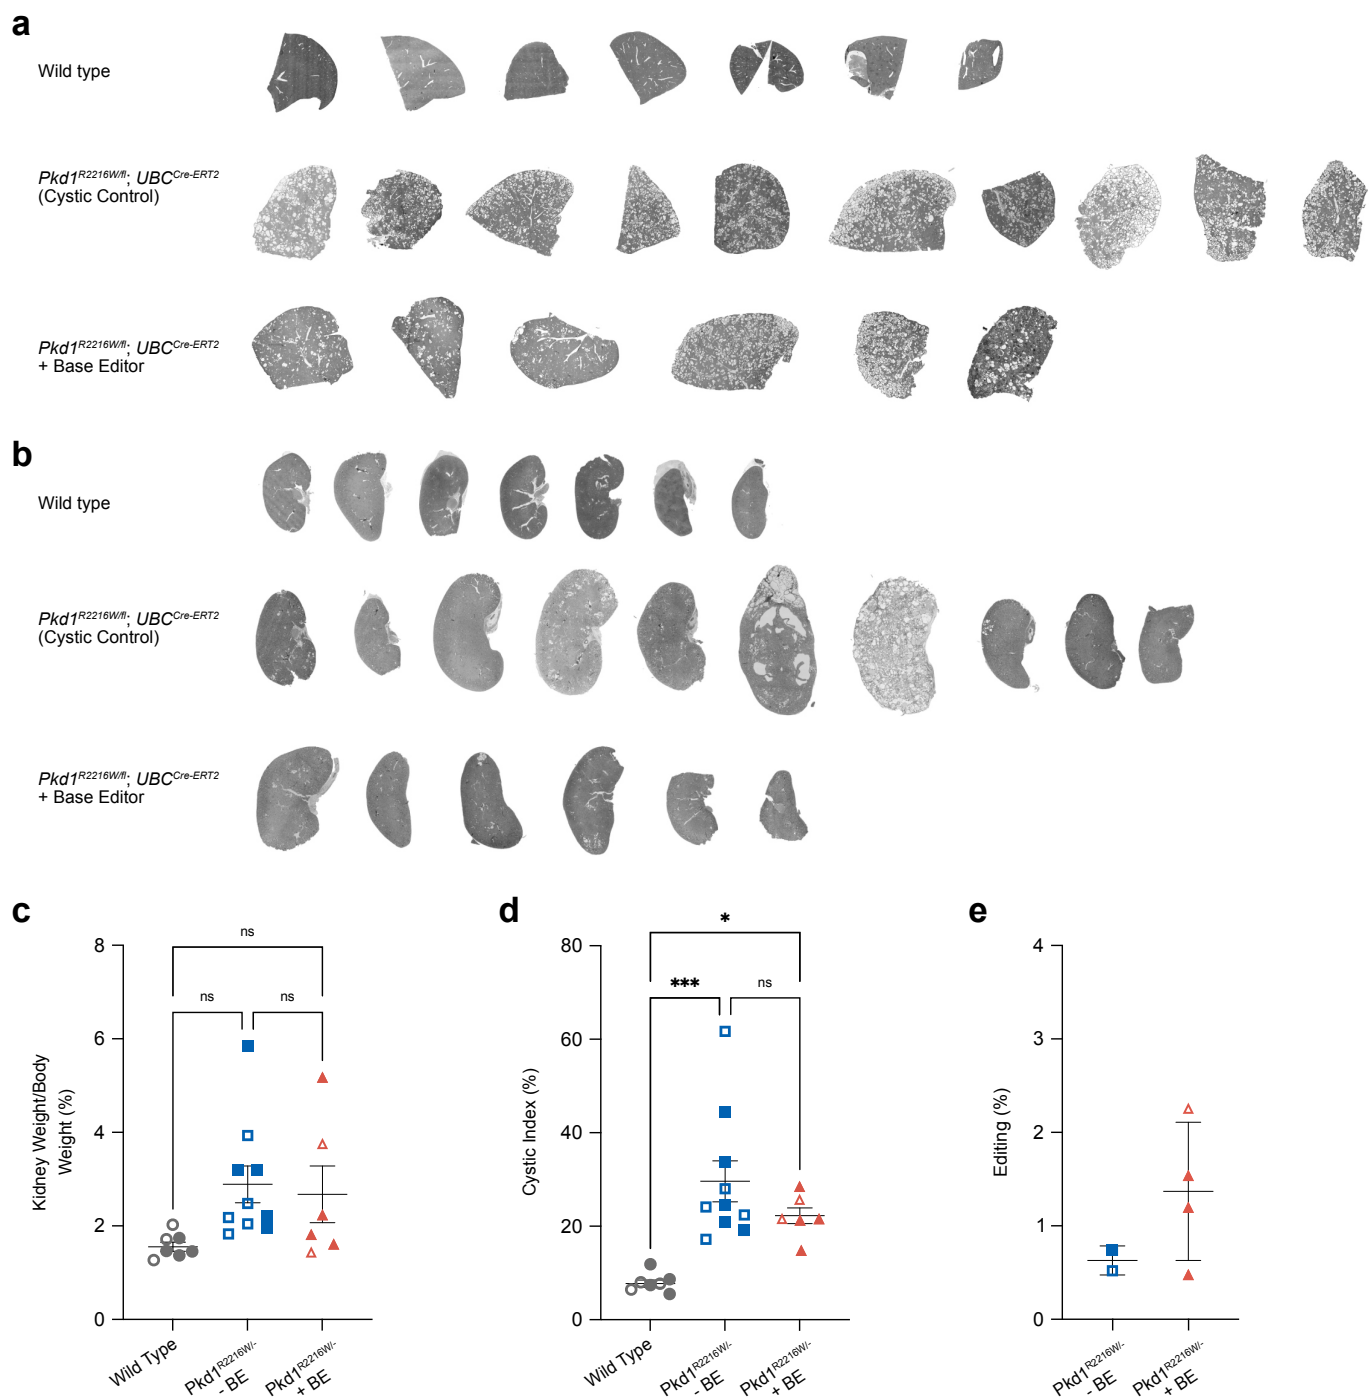 a
Wild type
Pkd1R2216W/fl; UBCCre-ERT2
(Cystic Control)
Pkd1R2216W/fl; UBCCre-ERT2
+ Base Editor
b
Wild type
Pkd1R2216W/fl; UBCCre-ERT2
(Cystic Control)
Pkd1R2216W/fl; UBCCre-ERT2
+ Base Editor
c
Kidney Weight/Body
Weight (%)
8
6
4
2
0
ns
ns
ns
Wild Type
Pkd1R2216W/-
- BE
Pkd1R2216W/-
+ BE
d
Cystic Index (%)
80
60
40
20
0
*
***
ns
Wild Type
Pkd1R2216W/-
- BE
Pkd1R2216W/-
+ BE
e
Editing (%)
4
3
2
1
0
Pkd1R2216W/-
- BE
Pkd1R2216W/-
+ BE